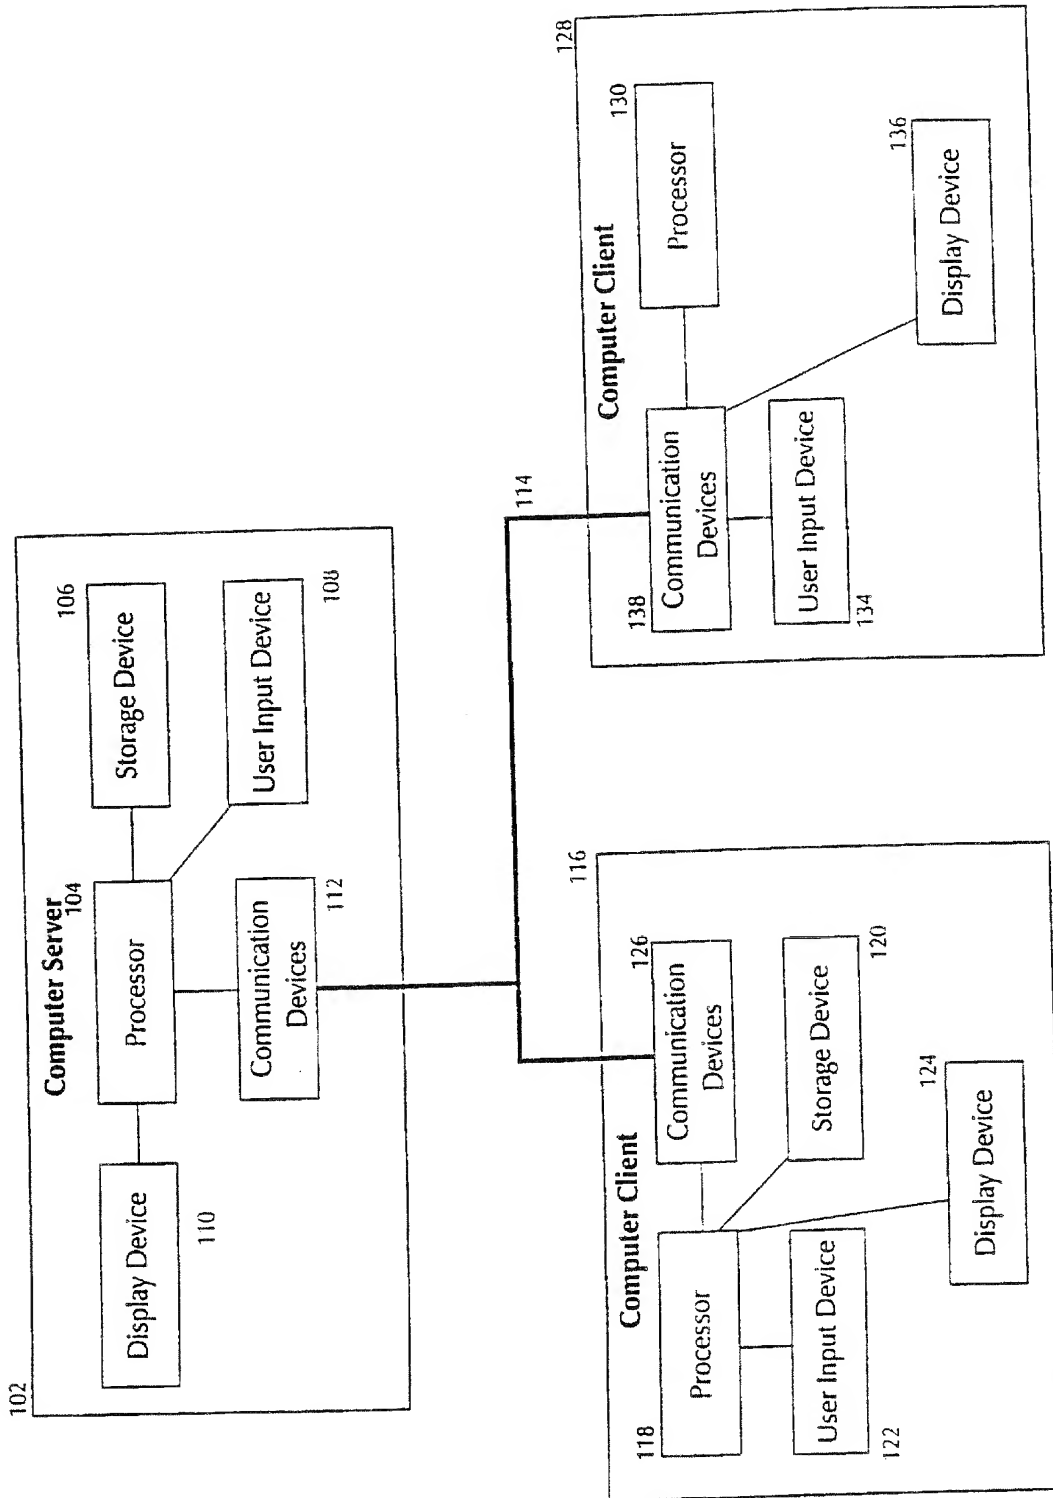 102
Computer Server
104
106
Display Device
110
Processor
Storage Device
Communication
Devices
112
User Input Device
108
114
116
Computer Client
118
Processor
126
Communication
Devices
User Input Device
122
Storage Device
120
Display Device
124
128
Computer Client
138
Communication
Devices
130
Processor
User Input Device
134
Display Device
136